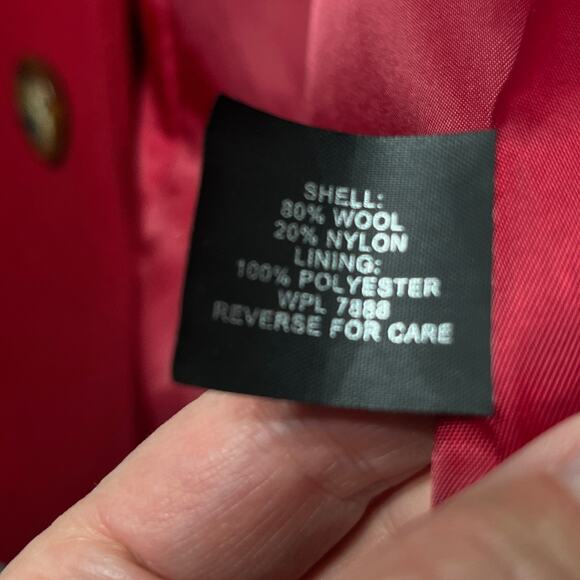 SHELL:
80% WOOL
20% NYLON
LINING:
100% POLYESTER
WPL 7888
REVERSE FOR CARE